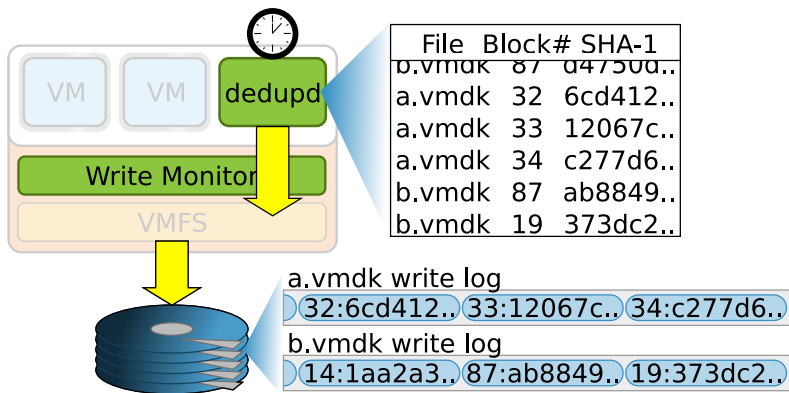 VM VM dedupd
Write Monitor
VMFS
File Block# SHA-1
b.vmdk 87 d4750d..
a.vmdk 32 6cd412..
a.vmdk 33 12067c..
a.vmdk 34 c277d6..
b.vmdk 87 ab8849..
b.vmdk 19 373dc2..
a.vmdk write log
32:6cd412.. 33:12067c.. 34:c277d6..
b.vmdk write log
14:1aa2a3.. 87:ab8849.. 19:373dc2..